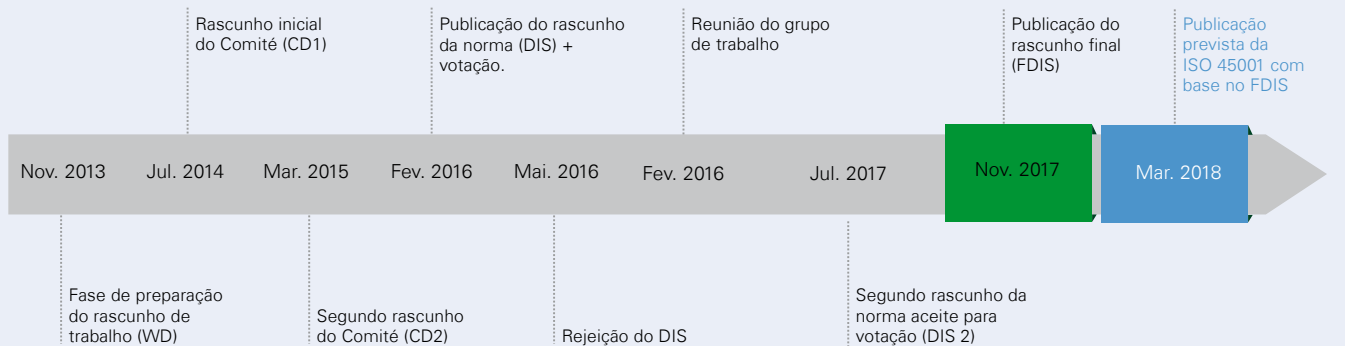 Rascunho inicial
do Comité (CD1)
Publicação do rascunho
da norma (DIS) +
votação.
Reunião do grupo
de trabalho
Publicação do
rascunho final
(FDIS)
Publicação
prevista da
ISO 45001 com
base no FDIS
Nov. 2013
Jul. 2014
Mar. 2015
Fev. 2016
Mai. 2016
Fev. 2016
Jul. 2017
Nov. 2017
Mar. 2018
Fase de preparação
do rascunho de
trabalho (WD)
Segundo rascunho
do Comité (CD2)
Rejeição do DIS
Segundo rascunho da
norma aceite para
votação (DIS 2)